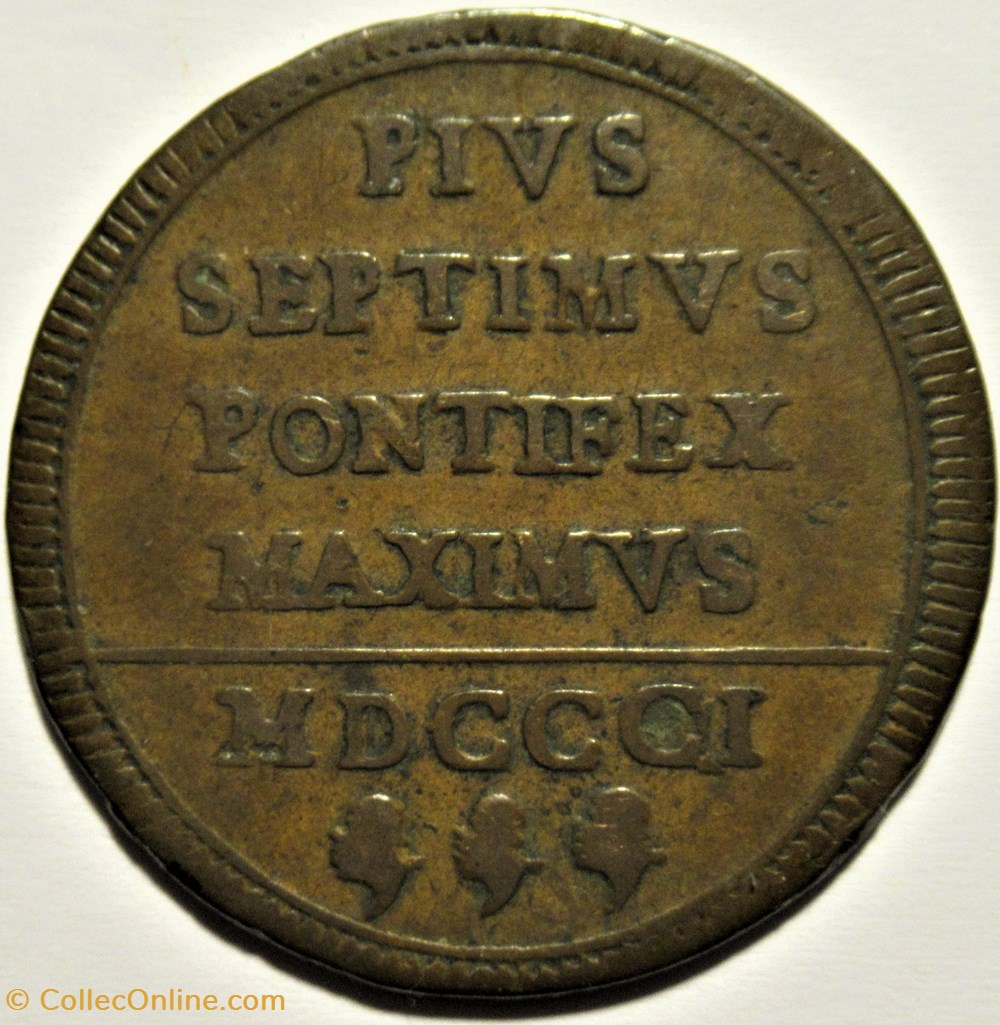 PIVS
SEPTIMVS
PONTIFEX
MAXIMVS
MDCCCI
© CollecOnline.com